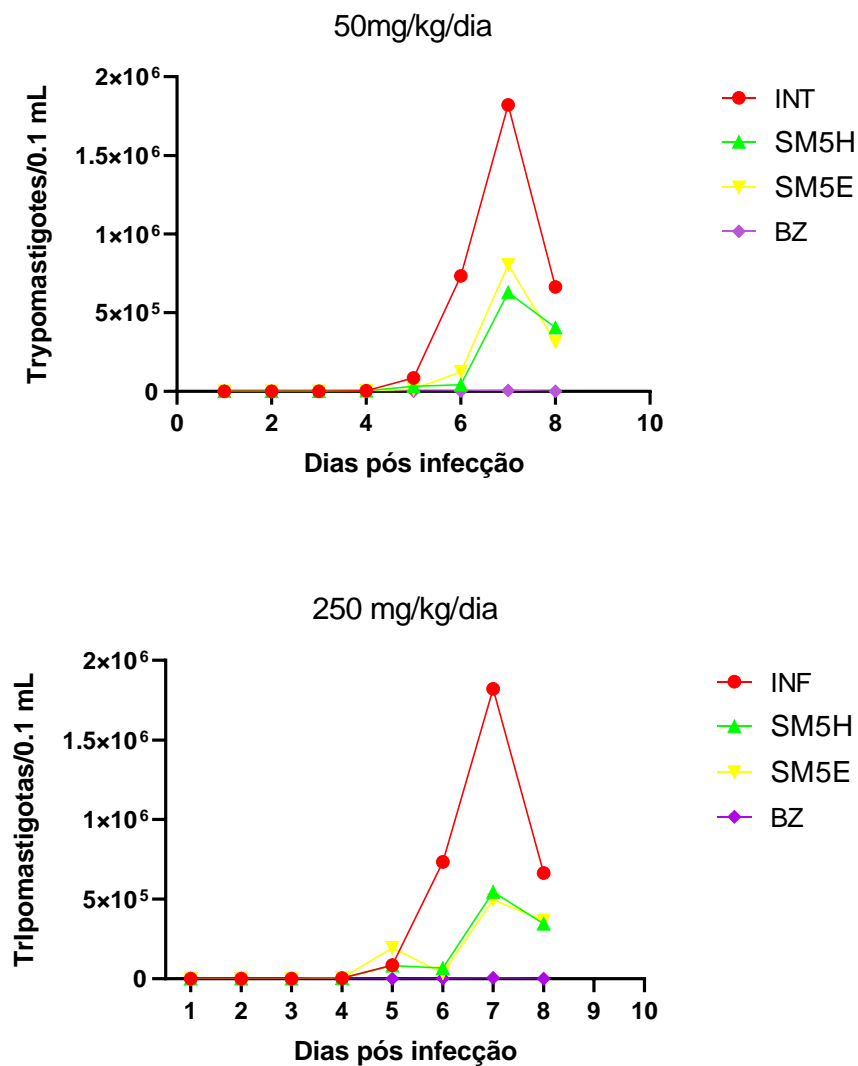 50mg/kg/dia
Trypomastigotes/0.1 mL
2×10⁶
1.5×10⁶
1×10⁶
5×10⁵
0
0 2 4 6 8 10
Dias pós infecção
INT
SM5H
SM5E
BZ
250 mg/kg/dia
TrIpomastigotas/0.1 mL
2×10⁶
1.5×10⁶
1×10⁶
5×10⁵
0
1 2 3 4 5 6 7 8 9 10
Dias pós infecção
INF
SM5H
SM5E
BZ